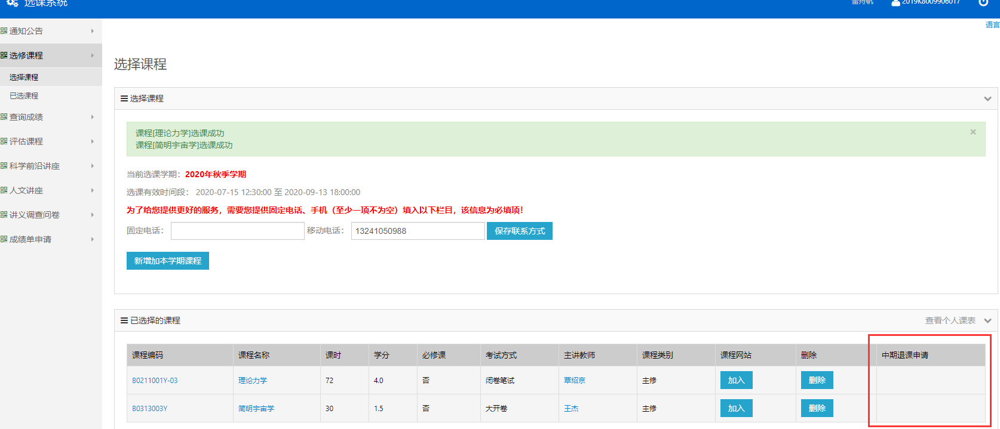 选课系统
2019K8009906017
语言
通知公告
选修课程
选择课程
已选课程
查询成绩
评估课程
科学前沿讲座
人文讲座
讲义调查问卷
成绩单申请
选择课程
选择课程
课程[理论力学]选课成功
课程[简明宇宙学]选课成功
×
当前选课学期：2020年秋季学期
选课有效时间段： 2020-07-15 12:30:00 至 2020-09-13 18:00:00
为了给您提供更好的服务，需要您提供固定电话、手机（至少一项不为空）填入以下栏目，该信息为必填项！
固定电话： 移动电话： 13241050988 保存联系方式
新增加本学期课程
已选择的课程 查看个人课表
课程编码 课程名称 课时 学分 必修课 考试方式 主讲教师 课程类别 课程网站 删除 中期退课申请
B0211001Y-03 理论力学 72 4.0 否 闭卷笔试 覃绍京 主修 加入 删除
B0313003Y 简明宇宙学 30 1.5 否 大开卷 王杰 主修 加入 删除